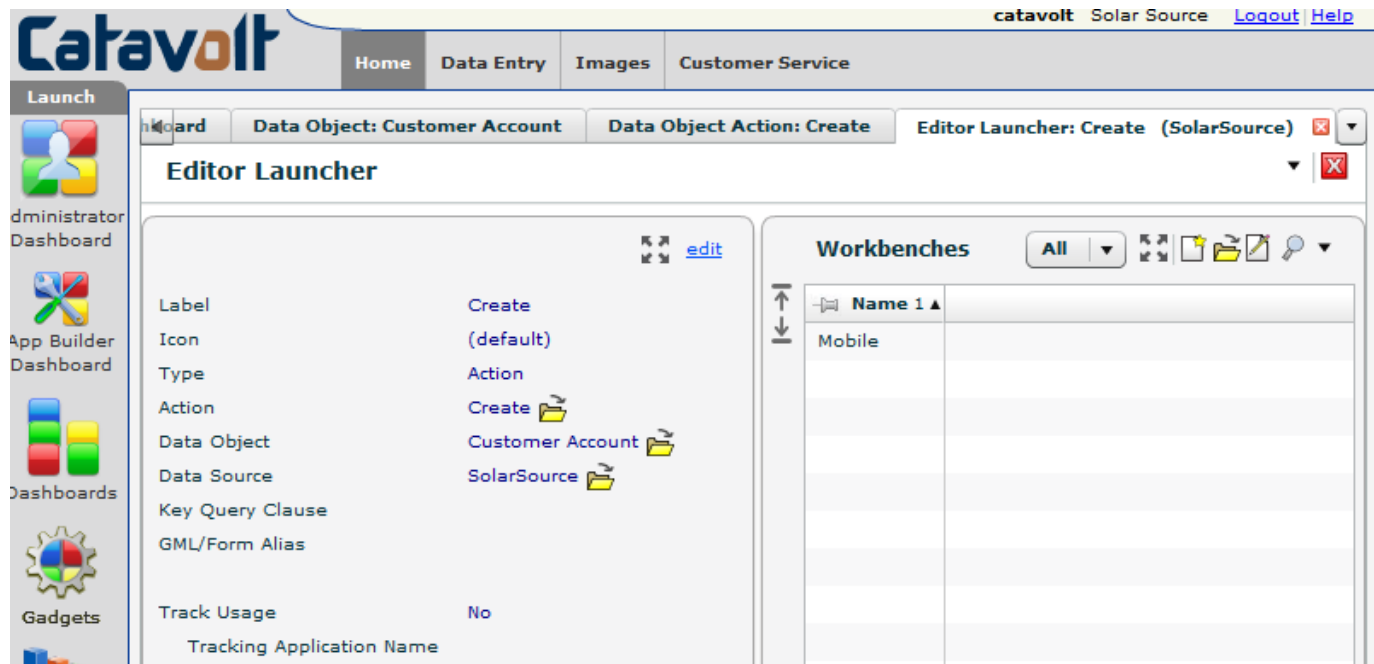 catavolt Solar Source Logout Help
Catavolt
Home Data Entry Images Customer Service
Launch
ard Data Object: Customer Account Data Object Action: Create Editor Launcher: Create (SolarSource)
Editor Launcher
dministrator
Dashboard
edit
Workbenches All
Label Create
Name 1
Icon (default)
Mobile
App Builder
Dashboard
Type Action
Action Create
Data Object Customer Account
Data Source SolarSource
Dashboards
Key Query Clause
GML/Form Alias
Gadgets
Track Usage No
Tracking Application Name